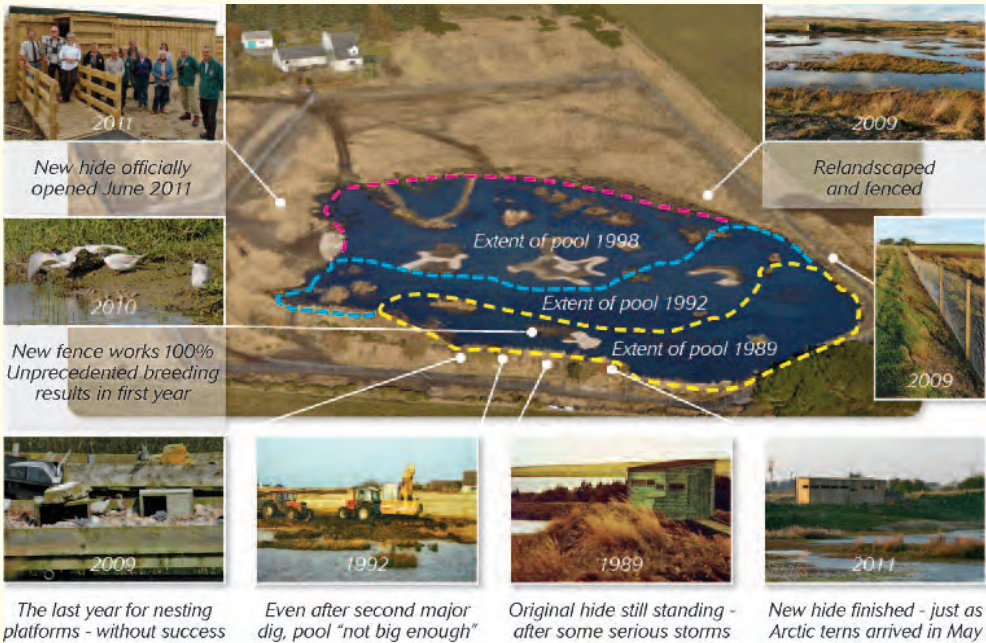 2011
New hide officially
opened June 2011
2009
Relandscaped
and fenced
Extent of pool 1998
Extent of pool 1992
Extent of pool 1989
2010
New fence works 100%
Unprecedented breeding
results in first year
2009
2009
The last year for nesting
platforms - without success
1992
Even after second major
dig, pool "not big enough"
1989
Original hide still standing -
after some serious storms
2011
New hide finished - just as
Arctic terns arrived in May